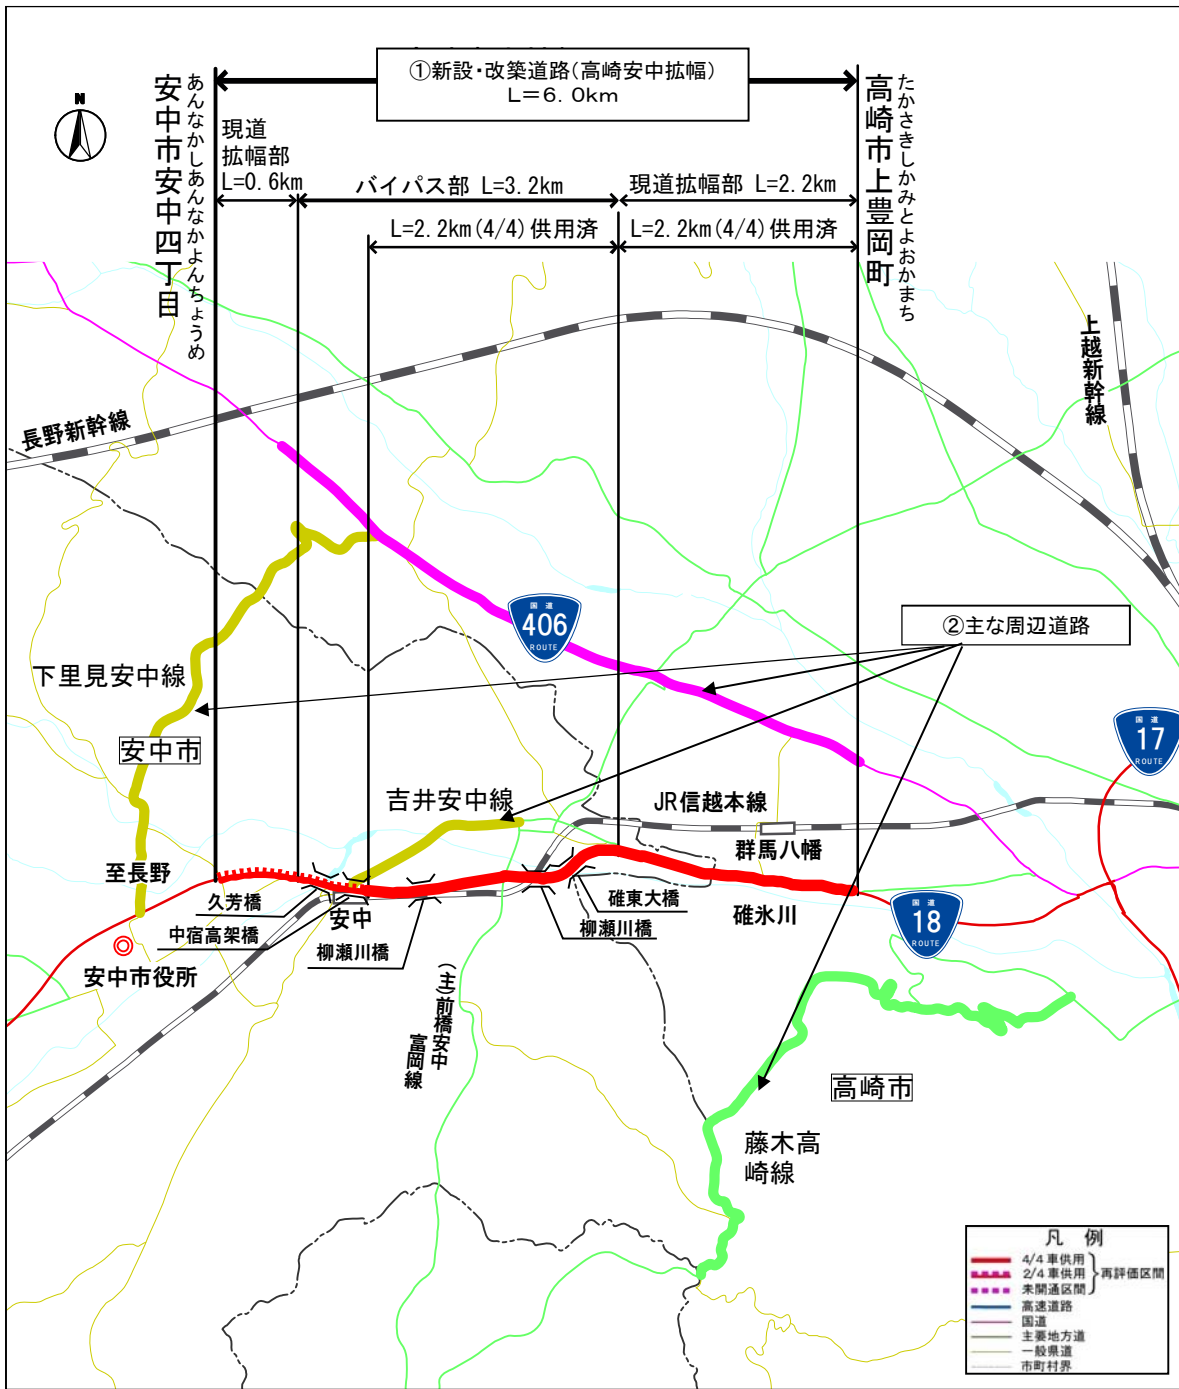 ①新設・改築道路(高崎安中拡幅)
L=6.0km
N
あんなかしあんなかよんちょうめ
安中市安中四丁目
たかさきしかみとよおかまち
高崎市上豊岡町
現道
拡幅部
L=0.6km
バイパス部 L=3.2km
現道拡幅部 L=2.2km
L=2.2km(4/4)供用済
L=2.2km(4/4)供用済
上越新幹線
長野新幹線
国道
406
ROUTE
②主な周辺道路
下里見安中線
安中市
国道
17
ROUTE
吉井安中線
JR信越本線
群馬八幡
至長野
久芳橋
中宿高架橋
安中
柳瀬川橋
碓東大橋
柳瀬川橋
碓氷川
国道
18
ROUTE
安中市役所
(主)前橋安中
富岡線
高崎市
藤木高
崎線
凡 例
4/4車供用
2/4車供用
未開通区間
再評価区間
高速道路
国道
主要地方道
一般県道
市町村界